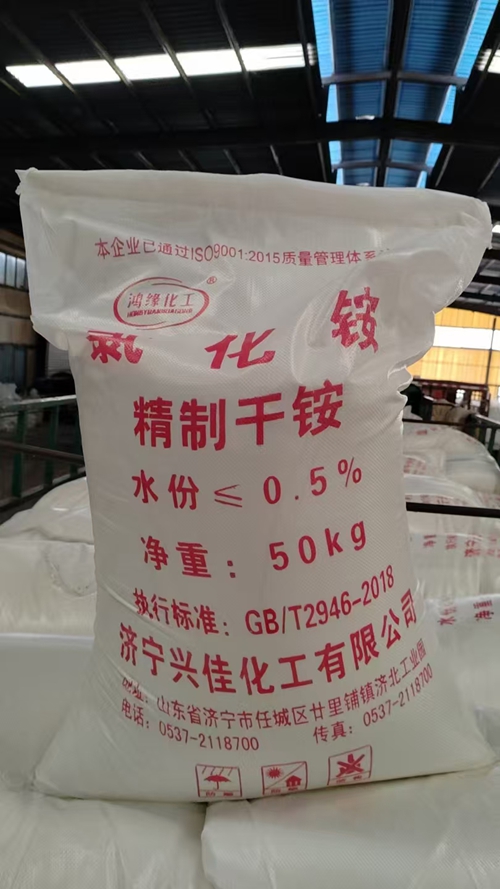 本企业已通过ISO9001:2015质量管理体系
鸿缘化工
®
氯化铵
精制干铵
水份≤0.5%
净重：50kg
执行标准：GB/T2946-2018
济宁兴佳化工有限公司
地址：山东省济宁市任城区廿里铺镇济北工业园
电话：0537-2118700 传真：0537-2118700